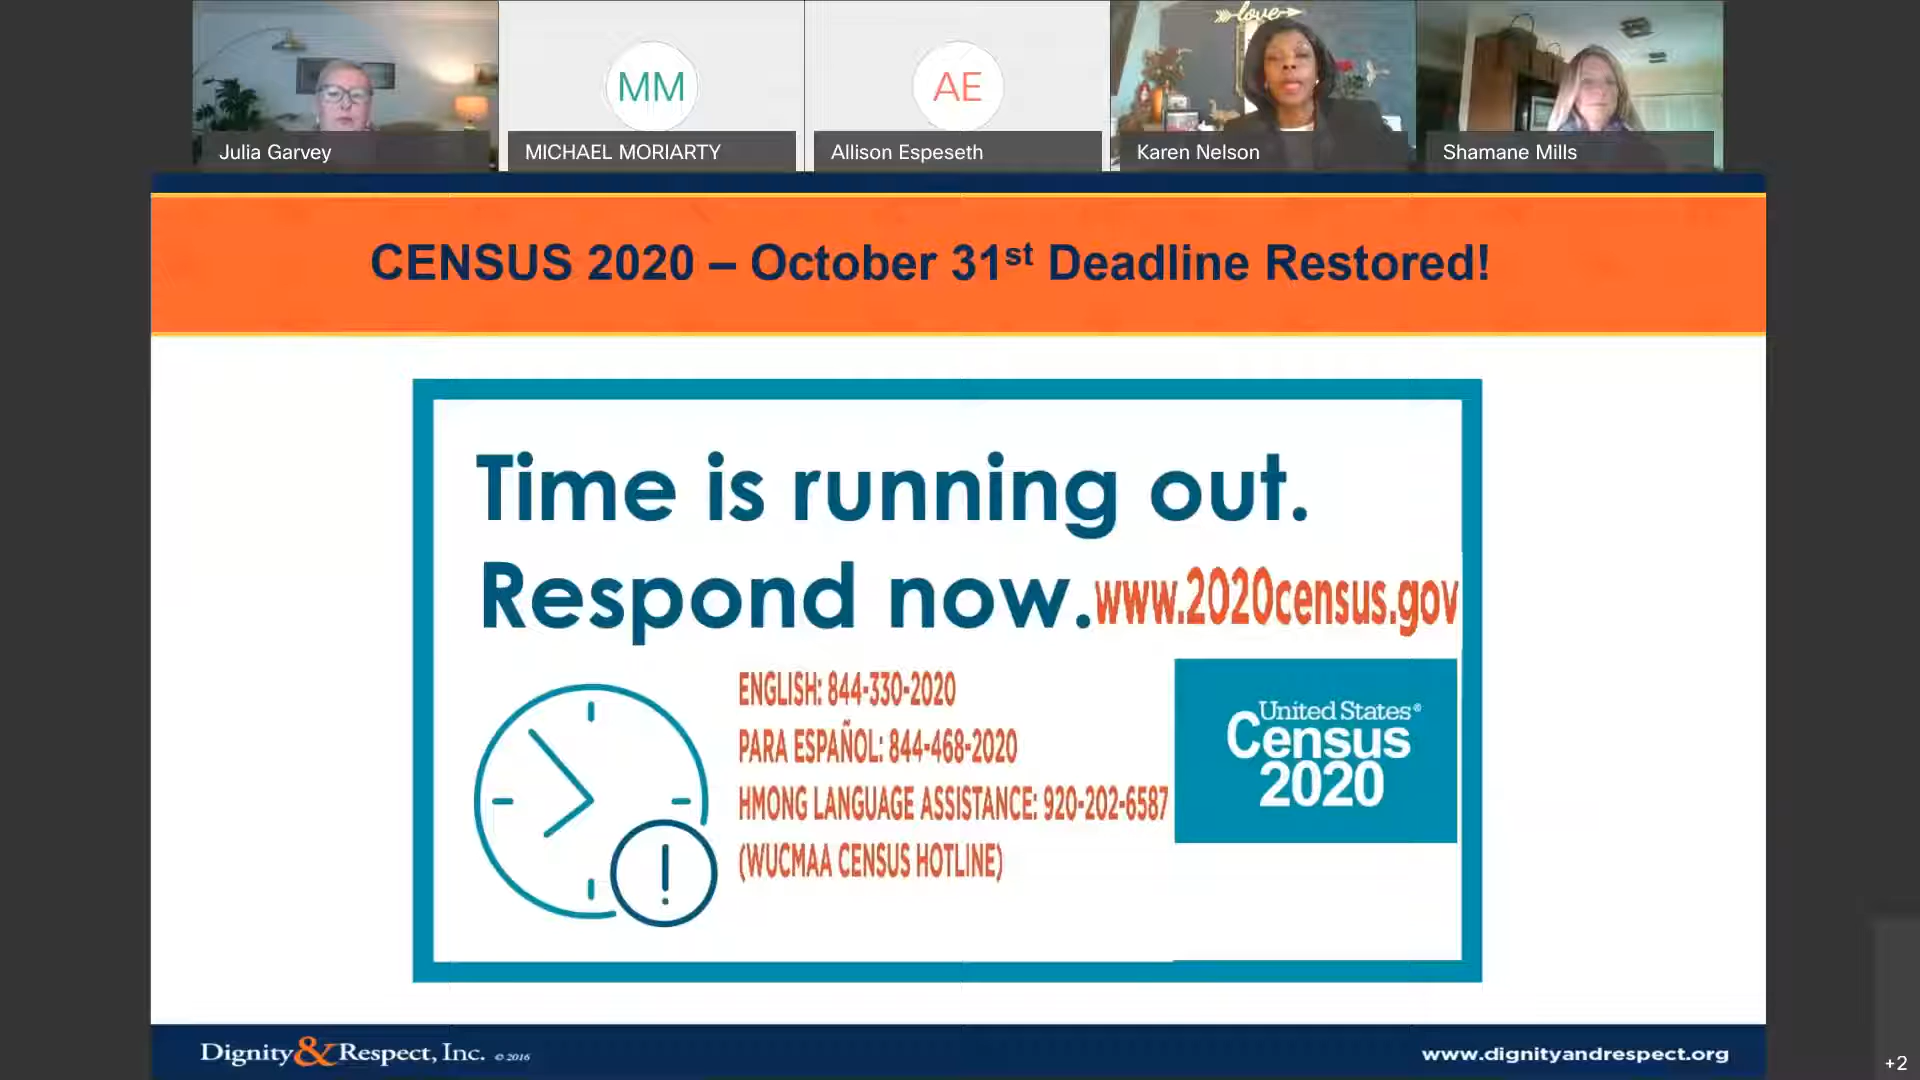 love
MM
AE
Julia Garvey
MICHAEL MORIARTY
Allison Espeseth
Karen Nelson
Shamane Mills
CENSUS 2020 – October 31st Deadline Restored!
Time is running out.
Respond now. www.2020census.gov
ENGLISH: 844-330-2020
PARA ESPAÑOL: 844-468-2020
HMONG LANGUAGE ASSISTANCE: 920-202-6587
(WUCMAA CENSUS HOTLINE)
!
United States®
Census
2020
Dignity & Respect, Inc. © 2016
www.dignityandrespect.org
+2